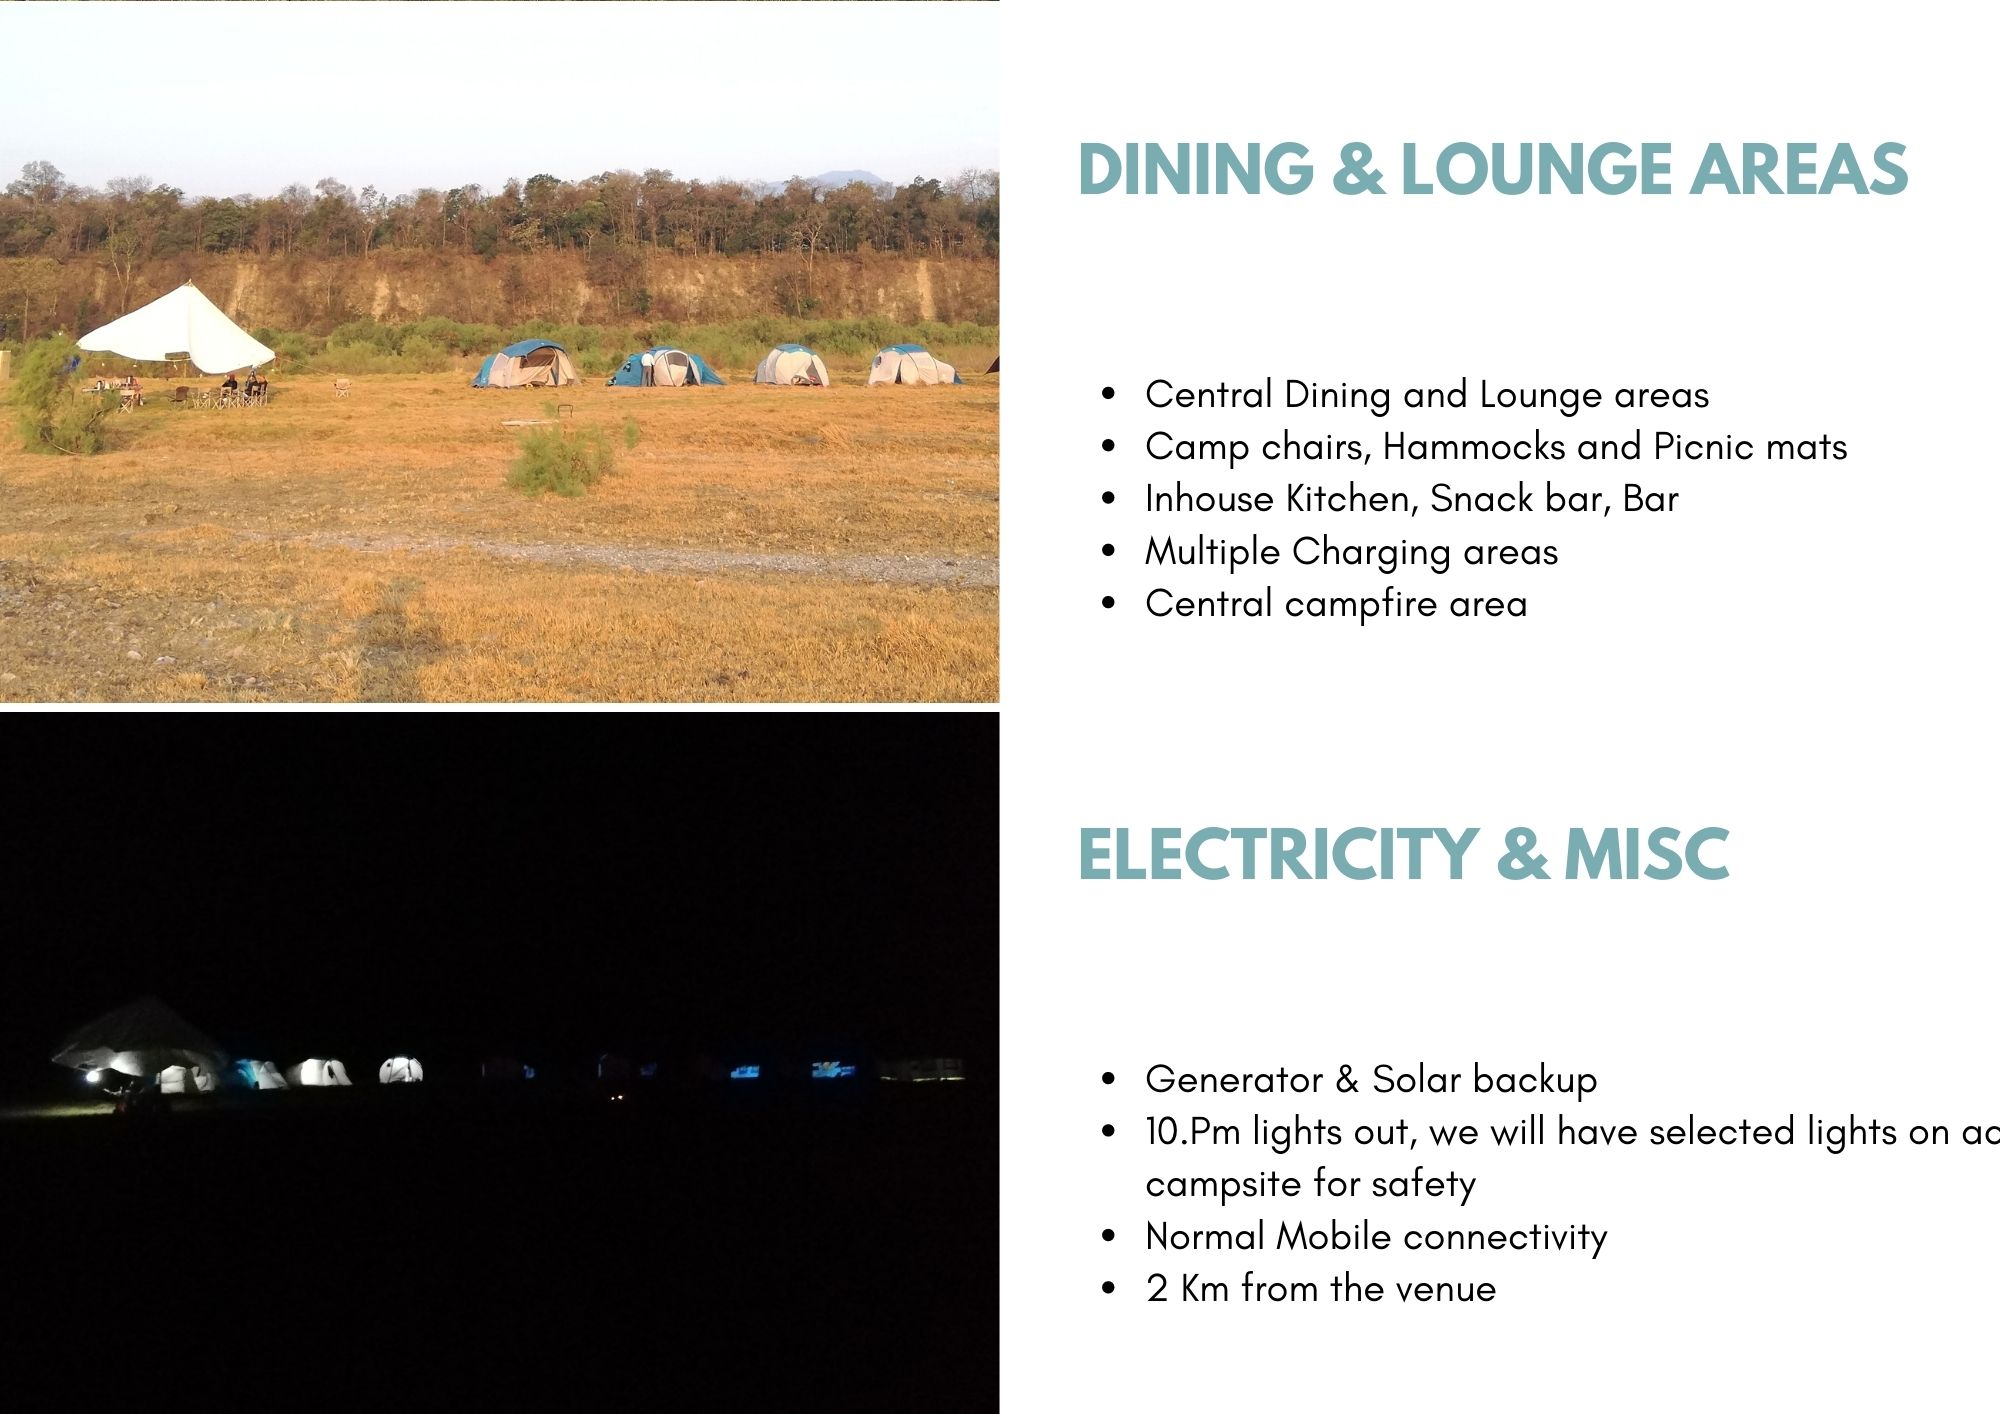 DINING & LOUNGE AREAS
• Central Dining and Lounge areas
• Camp chairs, Hammocks and Picnic mats
• Inhouse Kitchen, Snack bar, Bar
• Multiple Charging areas
• Central campfire area
ELECTRICITY & MISC
• Generator & Solar backup
• 10.Pm lights out, we will have selected lights on
campsite for safety
• Normal Mobile connectivity
• 2 Km from the venue